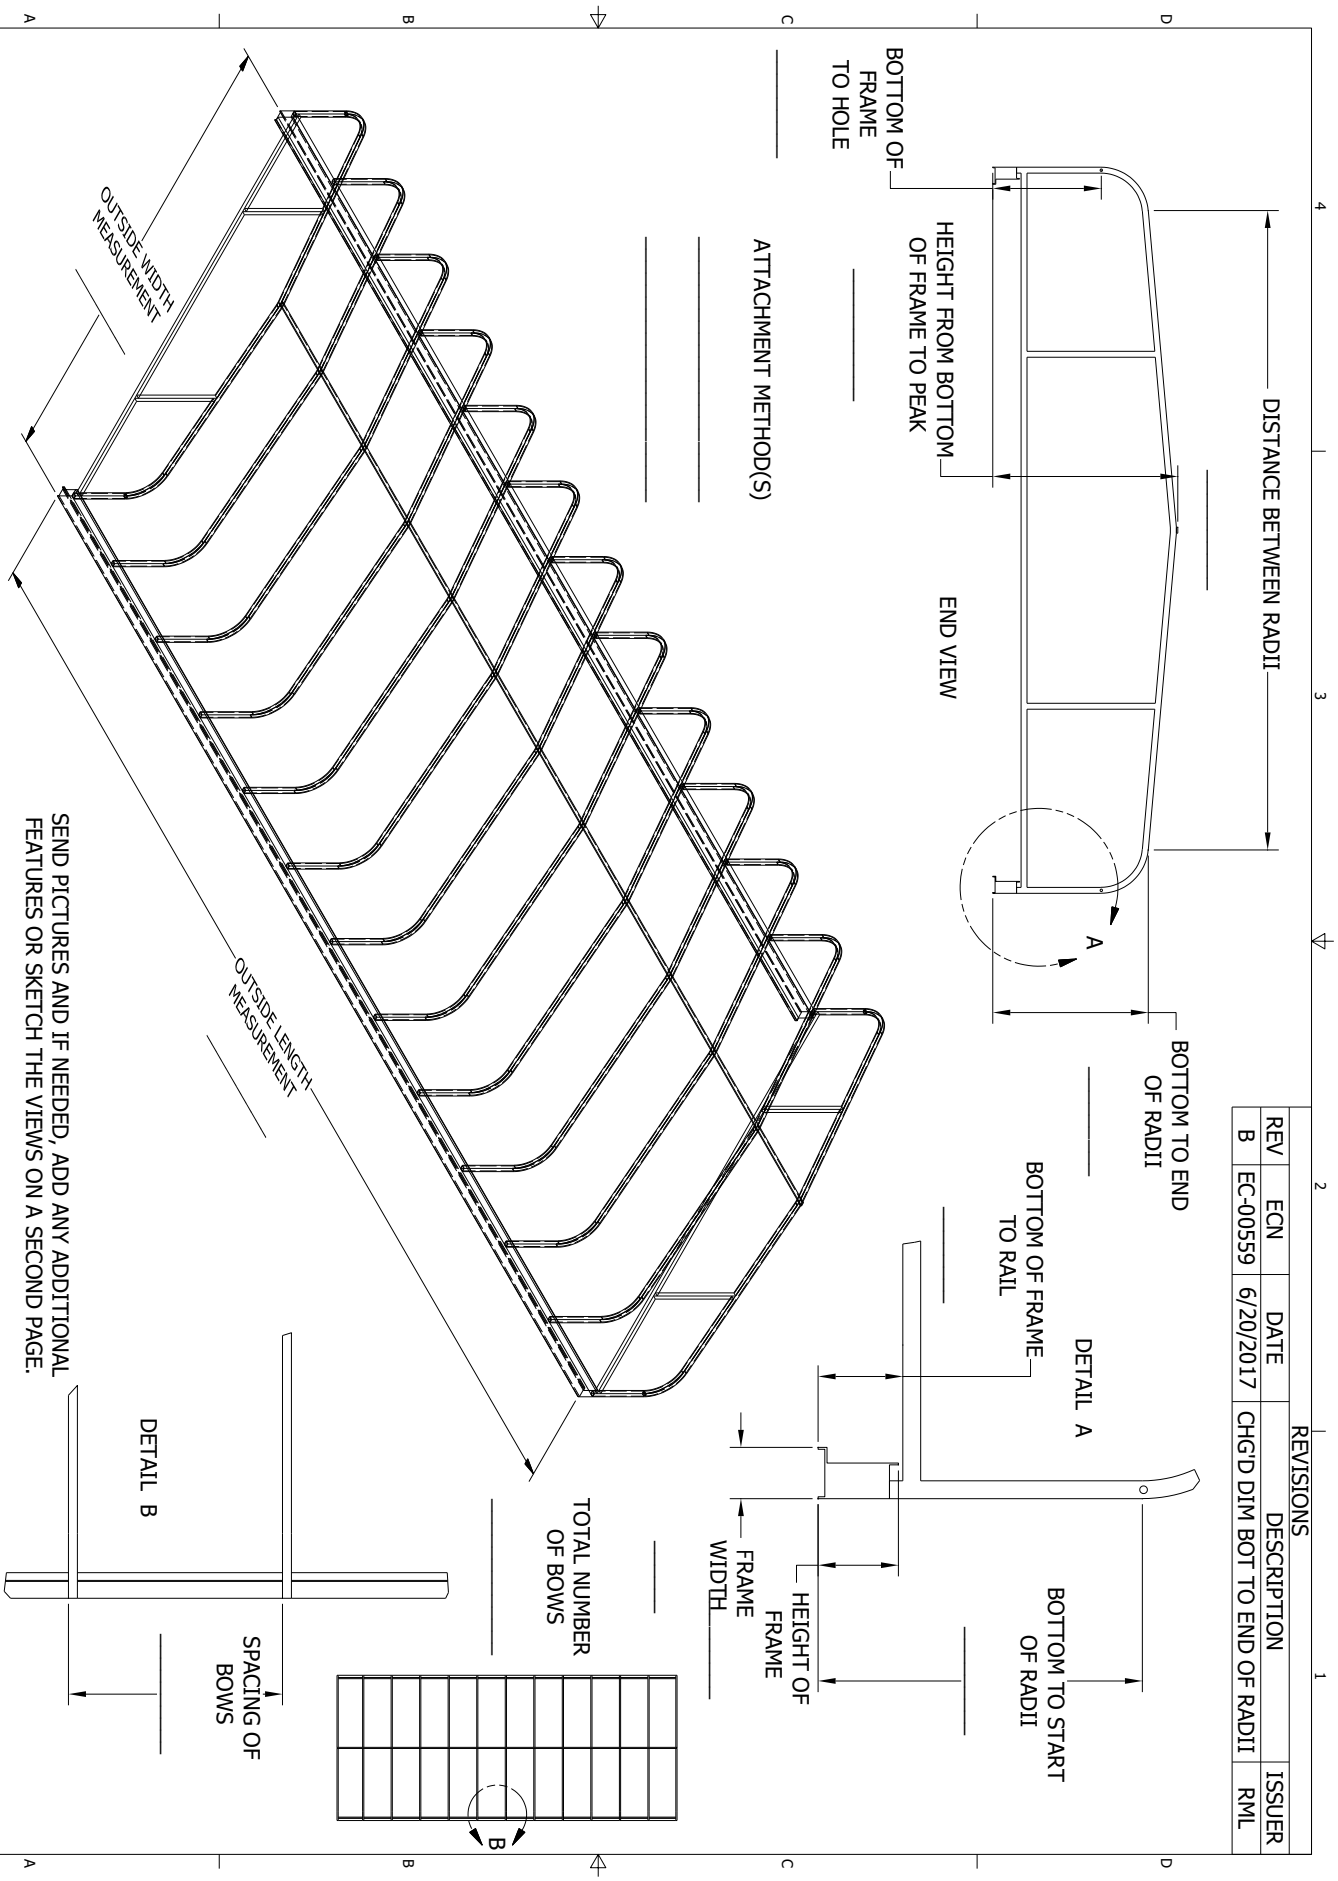 4
3
2
1
D
C
B
A
D
C
B
A
REVISIONS
REV ECN DATE DESCRIPTION ISSUER
B EC-00559 6/20/2017 CHG'D DIM BOT TO END OF RADII RML
DISTANCE BETWEEN RADII
BOTTOM OF
FRAME
TO HOLE
HEIGHT FROM BOTTOM
OF FRAME TO PEAK
END VIEW
A
BOTTOM TO END
OF RADII
ATTACHMENT METHOD(S)
BOTTOM OF FRAME
TO RAIL
DETAIL A
BOTTOM TO START
OF RADII
HEIGHT OF
FRAME
FRAME
WIDTH
OUTSIDE WIDTH
MEASUREMENT
OUTSIDE LENGTH
MEASUREMENT
TOTAL NUMBER
OF BOWS
B
DETAIL B
SPACING OF
BOWS
SEND PICTURES AND IF NEEDED, ADD ANY ADDITIONAL
FEATURES OR SKETCH THE VIEWS ON A SECOND PAGE.